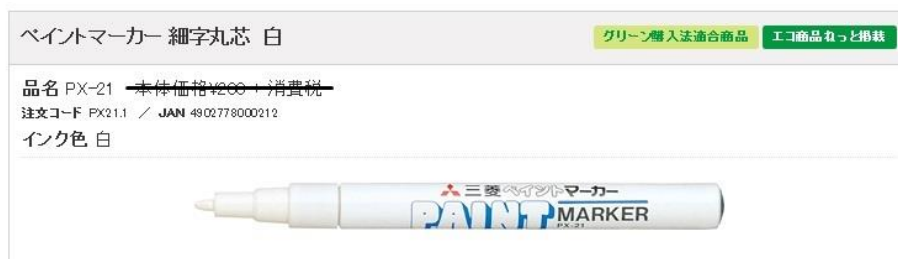 ペイントマーカー 細字丸芯 白
グリーン購入法適合商品 エコ商品ねっと掲載
品名 PX-21 本体価格¥200 + 消費税
注文コード PX21.1 / JAN 4902778000212
インク色 白
三菱ペイントマーカー
PAINT MARKER
PX-21